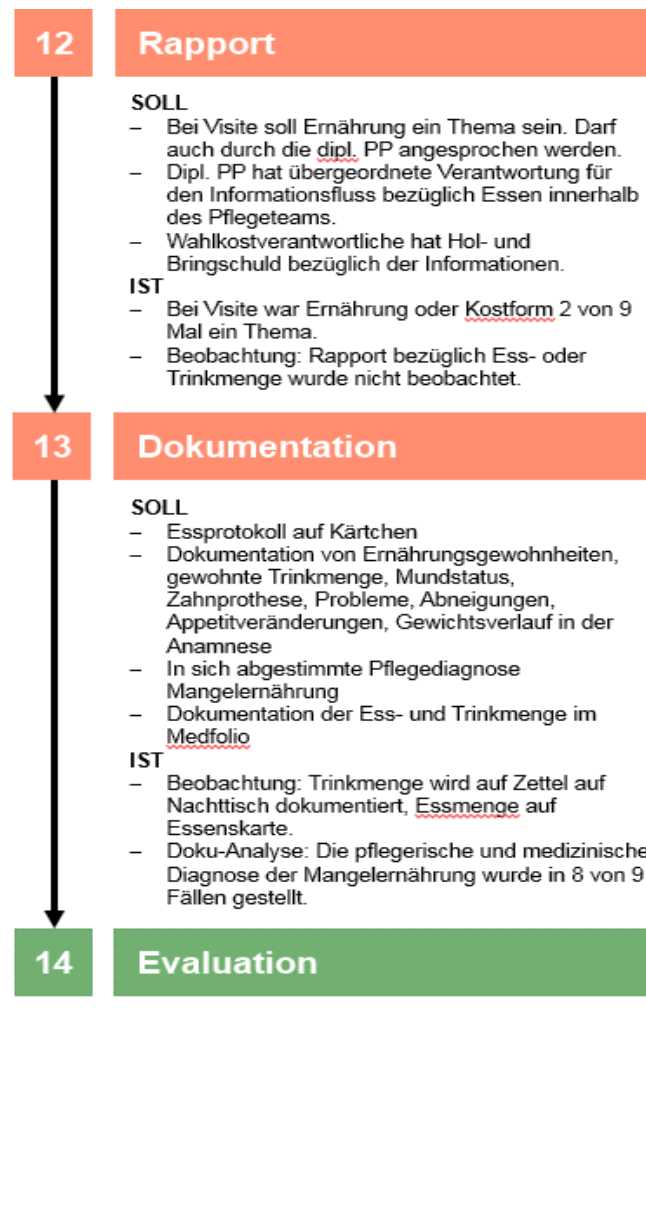 12 Rapport
SOLL
– Bei Visite soll Ernährung ein Thema sein. Darf
auch durch die dipl. PP angesprochen werden.
– Dipl. PP hat übergeordnete Verantwortung für
den Informationsfluss bezüglich Essen innerhalb
des Pflegeteams.
– Wahlkostverantwortliche hat Hol- und
Bringschuld bezüglich der Informationen.
IST
– Bei Visite war Ernährung oder Kostform 2 von 9
Mal ein Thema.
– Beobachtung: Rapport bezüglich Ess- oder
Trinkmenge wurde nicht beobachtet.
13 Dokumentation
SOLL
– Essprotokoll auf Kärtchen
– Dokumentation von Ernährungsgewohnheiten,
gewohnte Trinkmenge, Mundstatus,
Zahnprothese, Probleme, Abneigungen,
Appetitveränderungen, Gewichtsverlauf in der
Anamnese
– In sich abgestimmte Pflegediagnose
Mangelernährung
– Dokumentation der Ess- und Trinkmenge im
Medfolio
IST
– Beobachtung: Trinkmenge wird auf Zettel auf
Nachttisch dokumentiert, Essmenge auf
Essenskarte.
– Doku-Analyse: Die pflegerische und medizinische
Diagnose der Mangelernährung wurde in 8 von 9
Fällen gestellt.
14 Evaluation